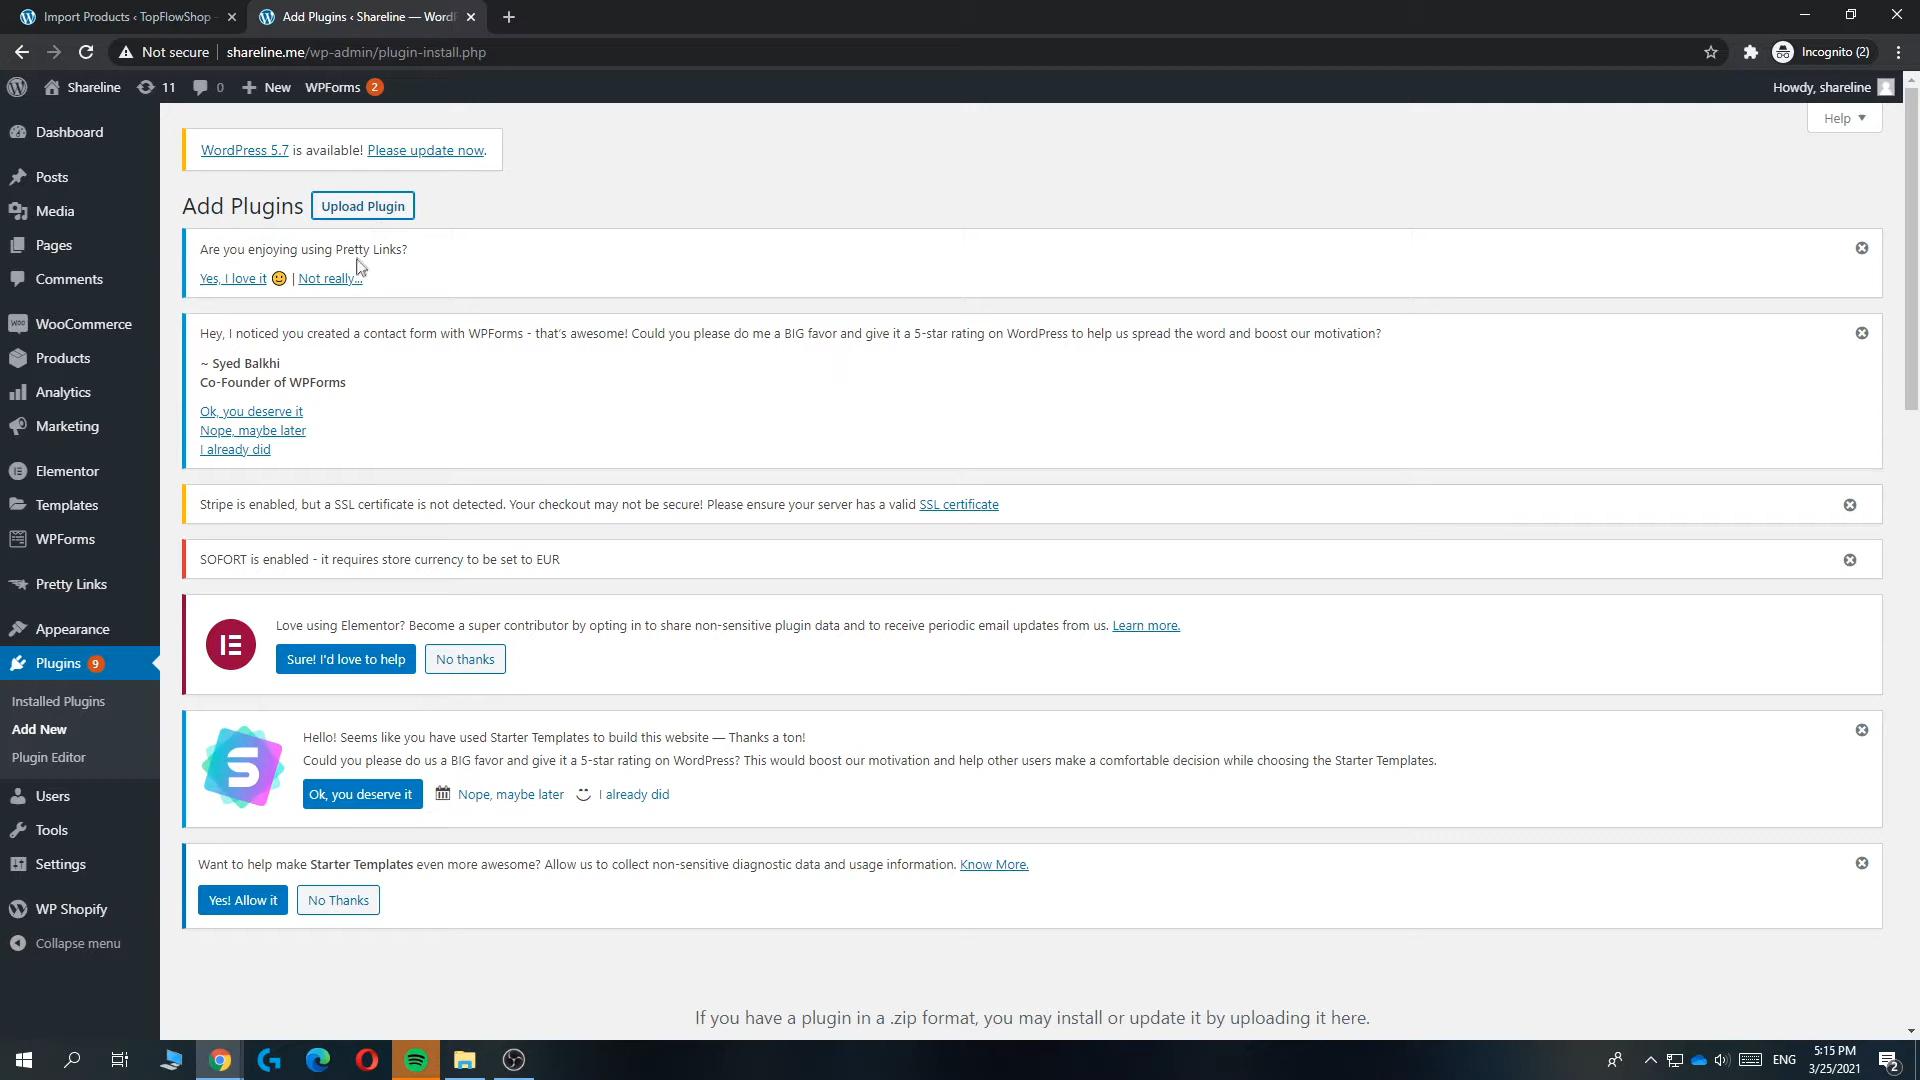 Import Products ‹ TopFlowShop
Add Plugins ‹ Shareline — WordP
Not secure
shareline.me/wp-admin/plugin-install.php
Incognito (2)
Shareline
11
0
New
WPForms 2
Howdy, shareline
Help
Dashboard
Posts
Media
Pages
Comments
WooCommerce
Products
Analytics
Marketing
Elementor
Templates
WPForms
Pretty Links
Appearance
Plugins 9
Installed Plugins
Add New
Plugin Editor
Users
Tools
Settings
WP Shopify
Collapse menu
WordPress 5.7 is available! Please update now.
Add Plugins
Upload Plugin
Are you enjoying using Pretty Links?
Yes, I love it | Not really...
Hey, I noticed you created a contact form with WPForms - that's awesome! Could you please do me a BIG favor and give it a 5-star rating on WordPress to help us spread the word and boost our motivation?
~ Syed Balkhi
Co-Founder of WPForms
Ok, you deserve it
Nope, maybe later
I already did
Stripe is enabled, but a SSL certificate is not detected. Your checkout may not be secure! Please ensure your server has a valid SSL certificate
SOFORT is enabled - it requires store currency to be set to EUR
Love using Elementor? Become a super contributor by opting in to share non-sensitive plugin data and to receive periodic email updates from us. Learn more.
Sure! I'd love to help
No thanks
Hello! Seems like you have used Starter Templates to build this website — Thanks a ton!
Could you please do us a BIG favor and give it a 5-star rating on WordPress? This would boost our motivation and help other users make a comfortable decision while choosing the Starter Templates.
Ok, you deserve it
Nope, maybe later
I already did
Want to help make Starter Templates even more awesome? Allow us to collect non-sensitive diagnostic data and usage information. Know More.
Yes! Allow it
No Thanks
If you have a plugin in a .zip format, you may install or update it by uploading it here.
ENG
5:15 PM
3/25/2021
2